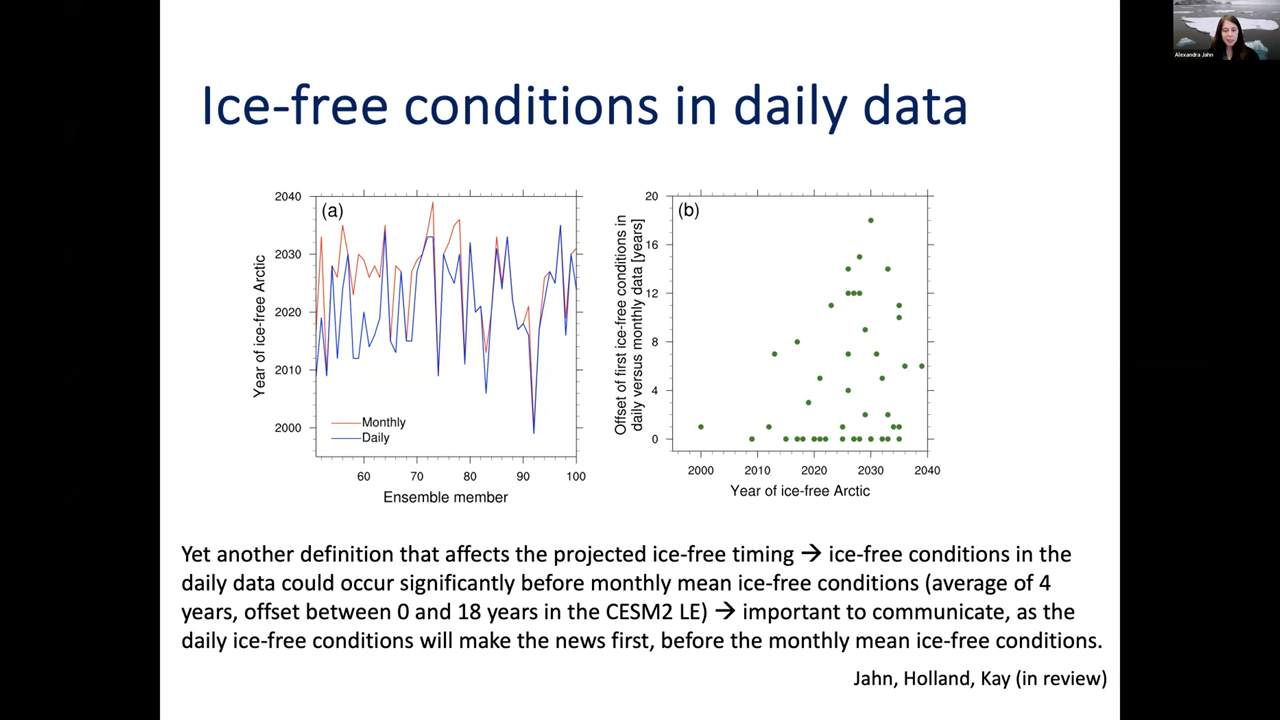 Alexandra Jahn
Ice-free conditions in daily data
2040
2030
2020
2010
2000
Year of ice-free Arctic
(a)
Monthly
Daily
60
70
80
90
100
Ensemble member
20
16
12
8
4
0
Offset of first ice-free conditions in
daily versus monthly data [years]
(b)
2000
2010
2020
2030
2040
Year of ice-free Arctic
Yet another definition that affects the projected ice-free timing → ice-free conditions in the
daily data could occur significantly before monthly mean ice-free conditions (average of 4
years, offset between 0 and 18 years in the CESM2 LE) → important to communicate, as the
daily ice-free conditions will make the news first, before the monthly mean ice-free conditions.
Jahn, Holland, Kay (in review)